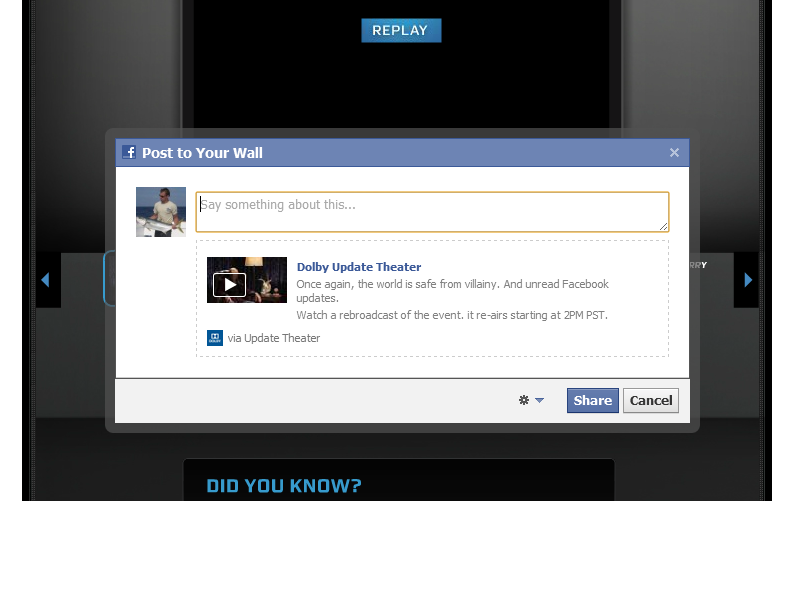 REPLAY
Post to Your Wall
Say something about this...
RRY
Dolby Update Theater
Once again, the world is safe from villainy. And unread Facebook
updates.
Watch a rebroadcast of the event. it re-airs starting at 2PM PST.
via Update Theater
Share
Cancel
DID YOU KNOW?